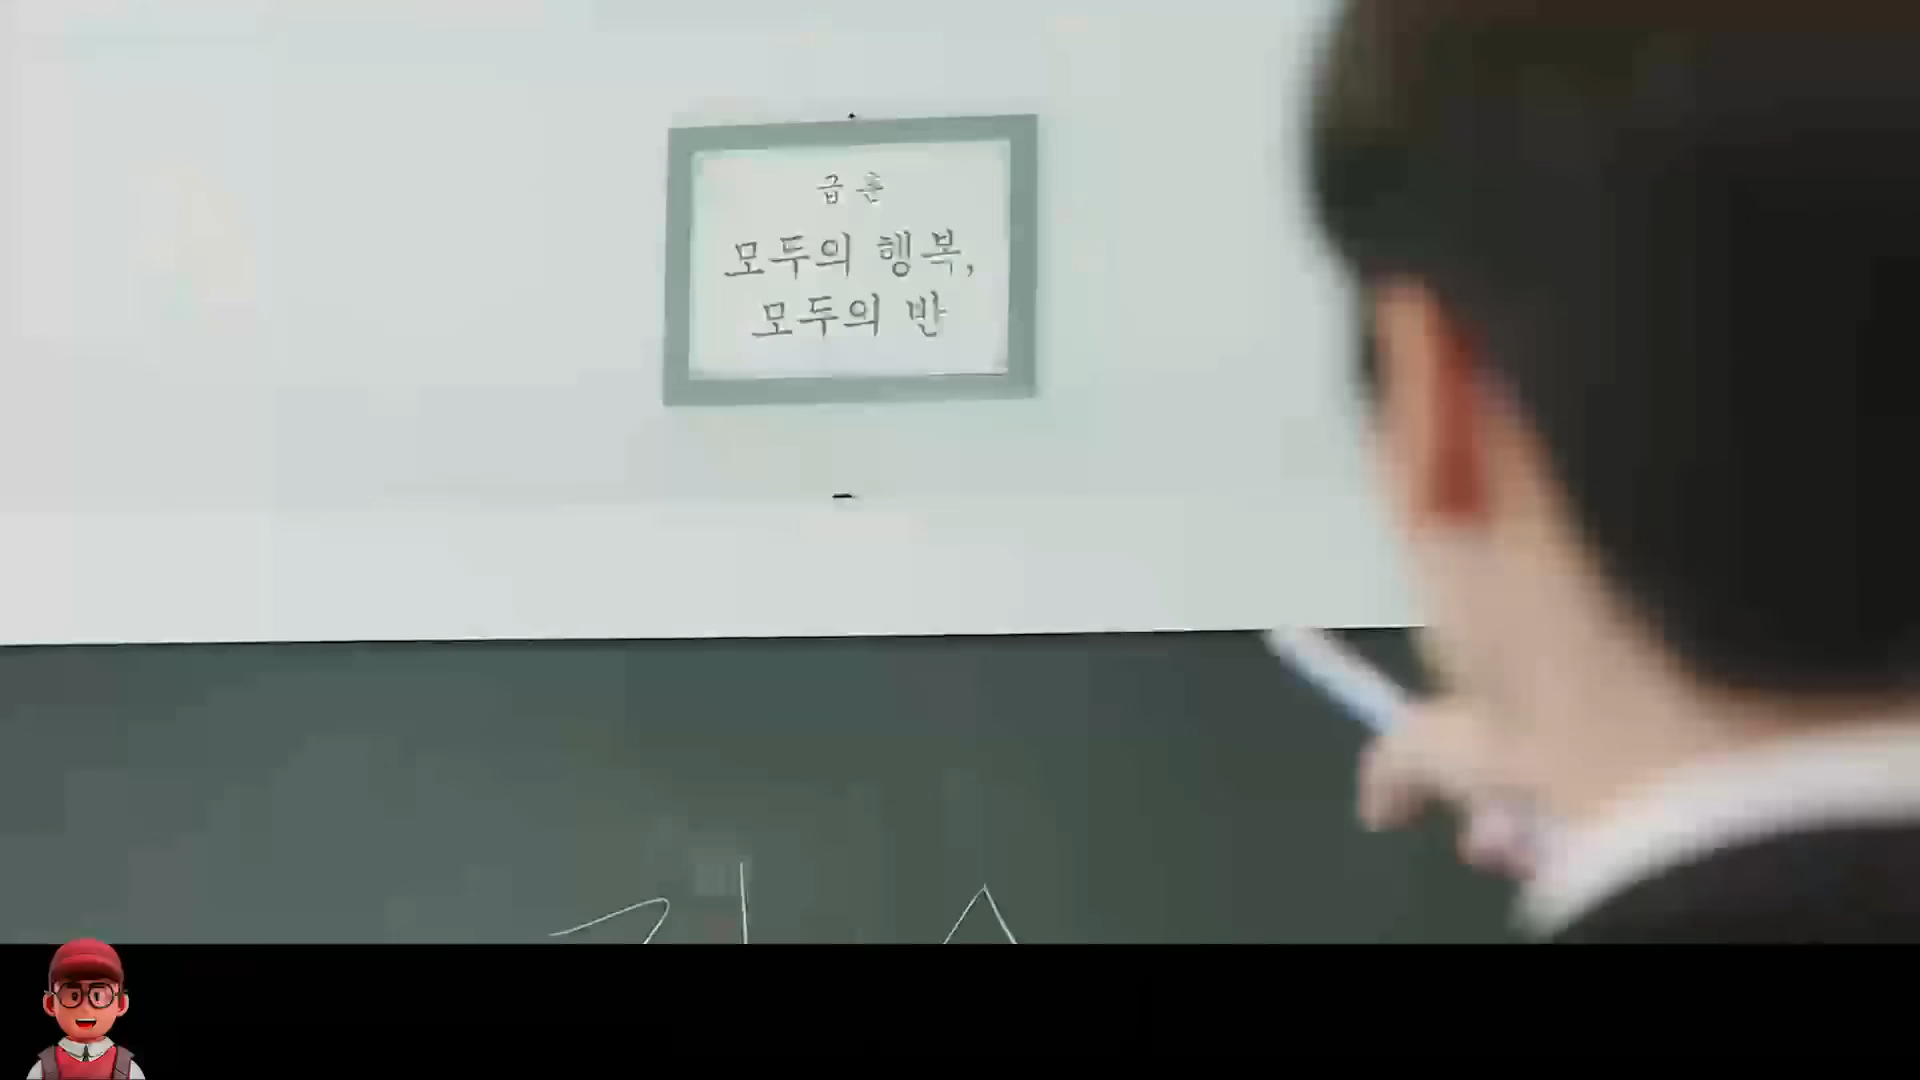 급훈
모두의 행복,
모두의 반